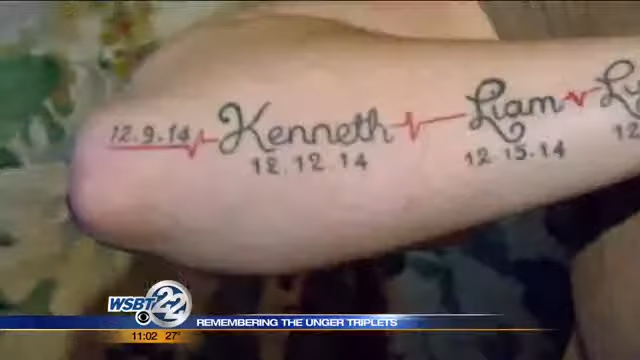 12.9.14 Kenneth Liam
12.12.14 12.15.14
WSBT 22
REMEMBERING THE UNGER TRIPLETS
11:02 27°